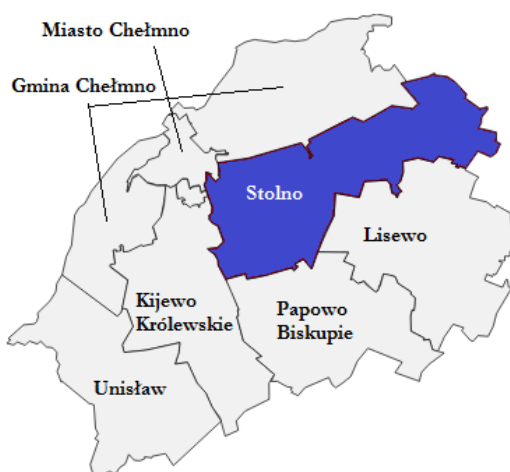 Miasto Chełmno
Gmina Chełmno
Stolno
Lisewo
Kijewo
Królewskie
Papowo
Biskupie
Unisław